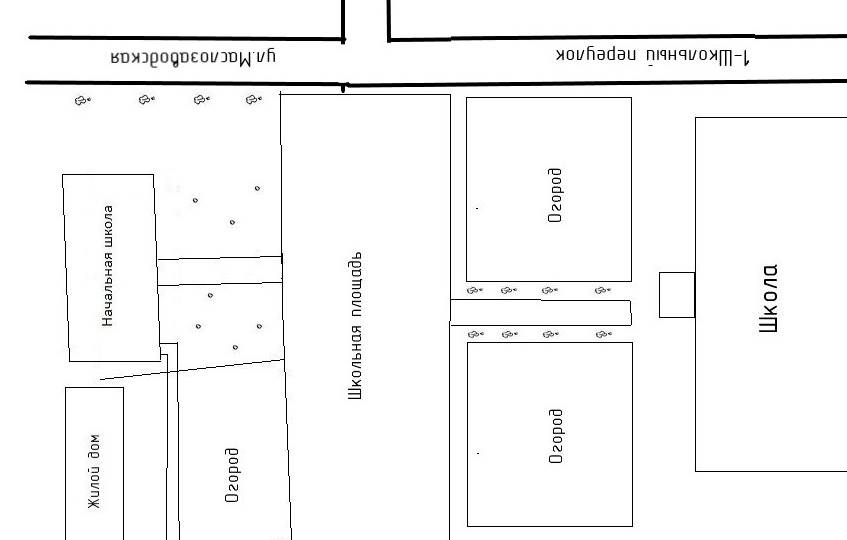 ул.Маслозаводская
1-Школьный переулок
Начальная школа
Школьная площадь
Огород
Школа
Жилой дом
Огород
Огород